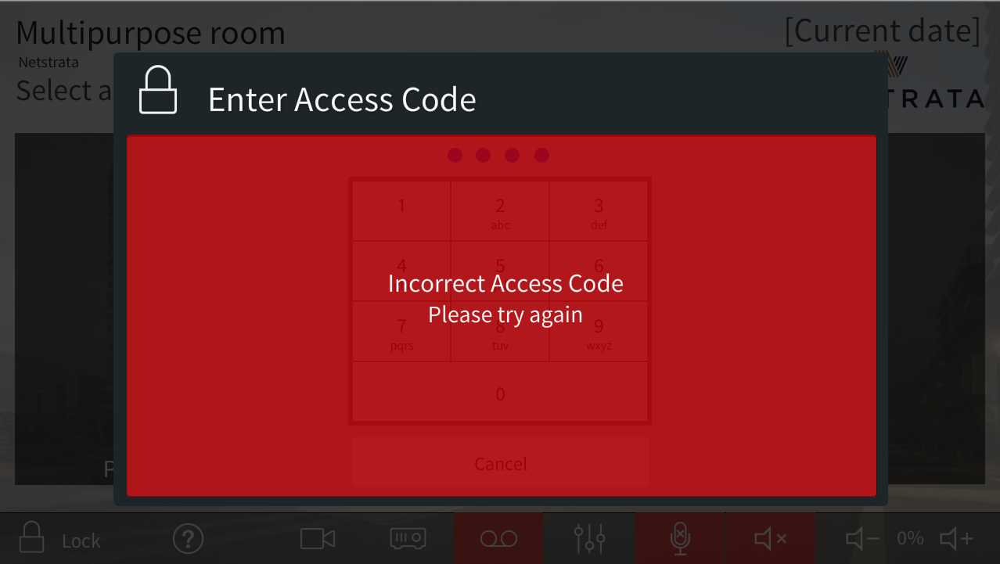 Multipurpose room
[Current date]
Netstrata
Select a
TRATA
Enter Access Code
1
2
3
abc
def
4
5
6
Incorrect Access Code
Please try again
7
8
9
pqrs
tuv
wxyz
0
Cancel
P
Lock
0%